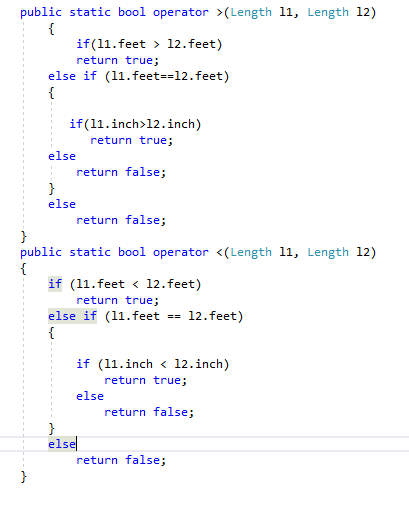 public static bool operator >(Length l1, Length l2)
{
if(l1.feet > l2.feet)
return true;
else if (l1.feet==l2.feet)
{
if(l1.inch>l2.inch)
return true;
else
return false;
}
else
return false;
}
public static bool operator <(Length l1, Length l2)
{
if (l1.feet < l2.feet)
return true;
else if (l1.feet == l2.feet)
{
if (l1.inch < l2.inch)
return true;
else
return false;
}
else
return false;
}